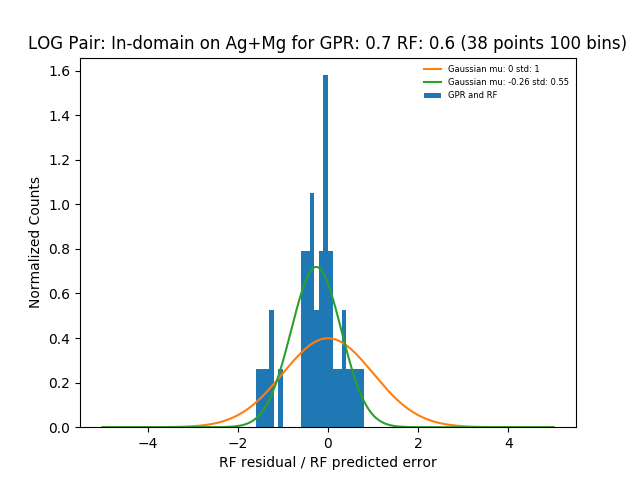 LOG Pair: In-domain on Ag+Mg for GPR: 0.7 RF: 0.6 (38 points 100 bins)
Gaussian mu: 0 std: 1
Gaussian mu: -0.26 std: 0.55
GPR and RF
Normalized Counts
1.6
1.4
1.2
1.0
0.8
0.6
0.4
0.2
0.0
−4
−2
0
2
4
RF residual / RF predicted error